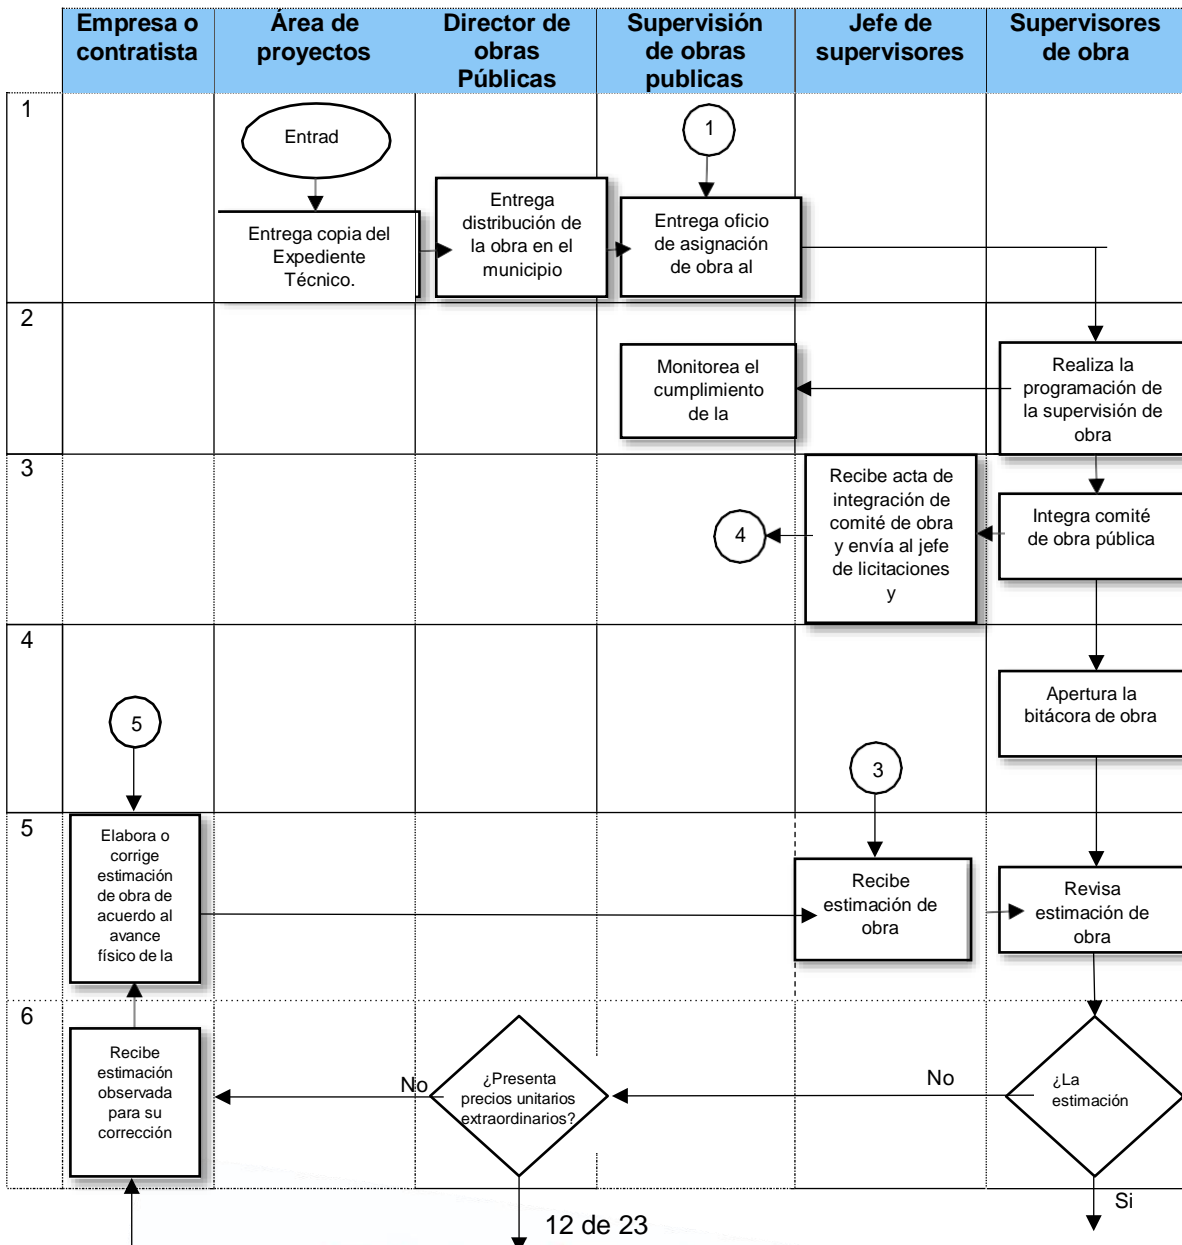 Empresa o
contratista
Área de
proyectos
Director de
obras
Públicas
Supervisión
de obras
publicas
Jefe de
supervisores
Supervisores
de obra
1
Entrad
1
Entrega copia del
Expediente
Técnico.
Entrega
distribución de
la obra en el
municipio
Entrega oficio
de asignación
de obra al
2
Monitorea el
cumplimiento
de la
Realiza la
programación de
la supervisión de
obra
3
4
Recibe acta de
integración de
comité de obra
y envía al jefe
de licitaciones
y
Integra comité
de obra pública
4
5
3
Apertura la
bitácora de obra
5
Elabora o
corrige
estimación
de obra de
acuerdo al
avance
físico de la
Recibe
estimación de
obra
Revisa
estimación de
obra
6
Recibe
estimación
observada
para su
corrección
No
¿Presenta
precios unitarios
extraordinarios?
No
¿La
estimación
Si
12 de 23